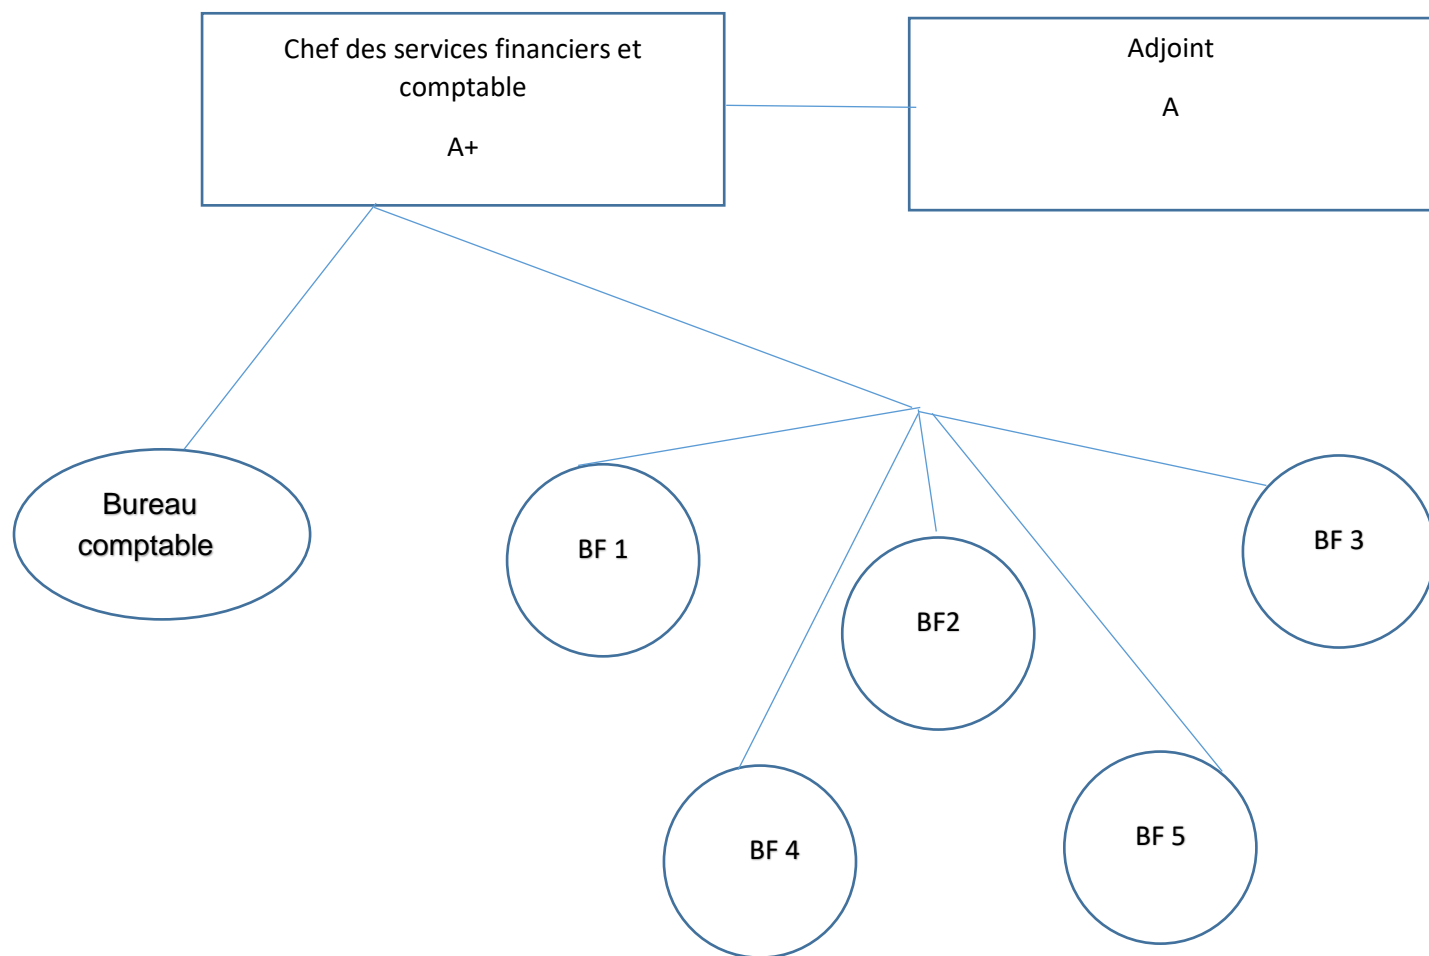 Chef des services financiers et
comptable
A+
Adjoint
A
Bureau
comptable
BF 1
BF2
BF 3
BF 4
BF 5